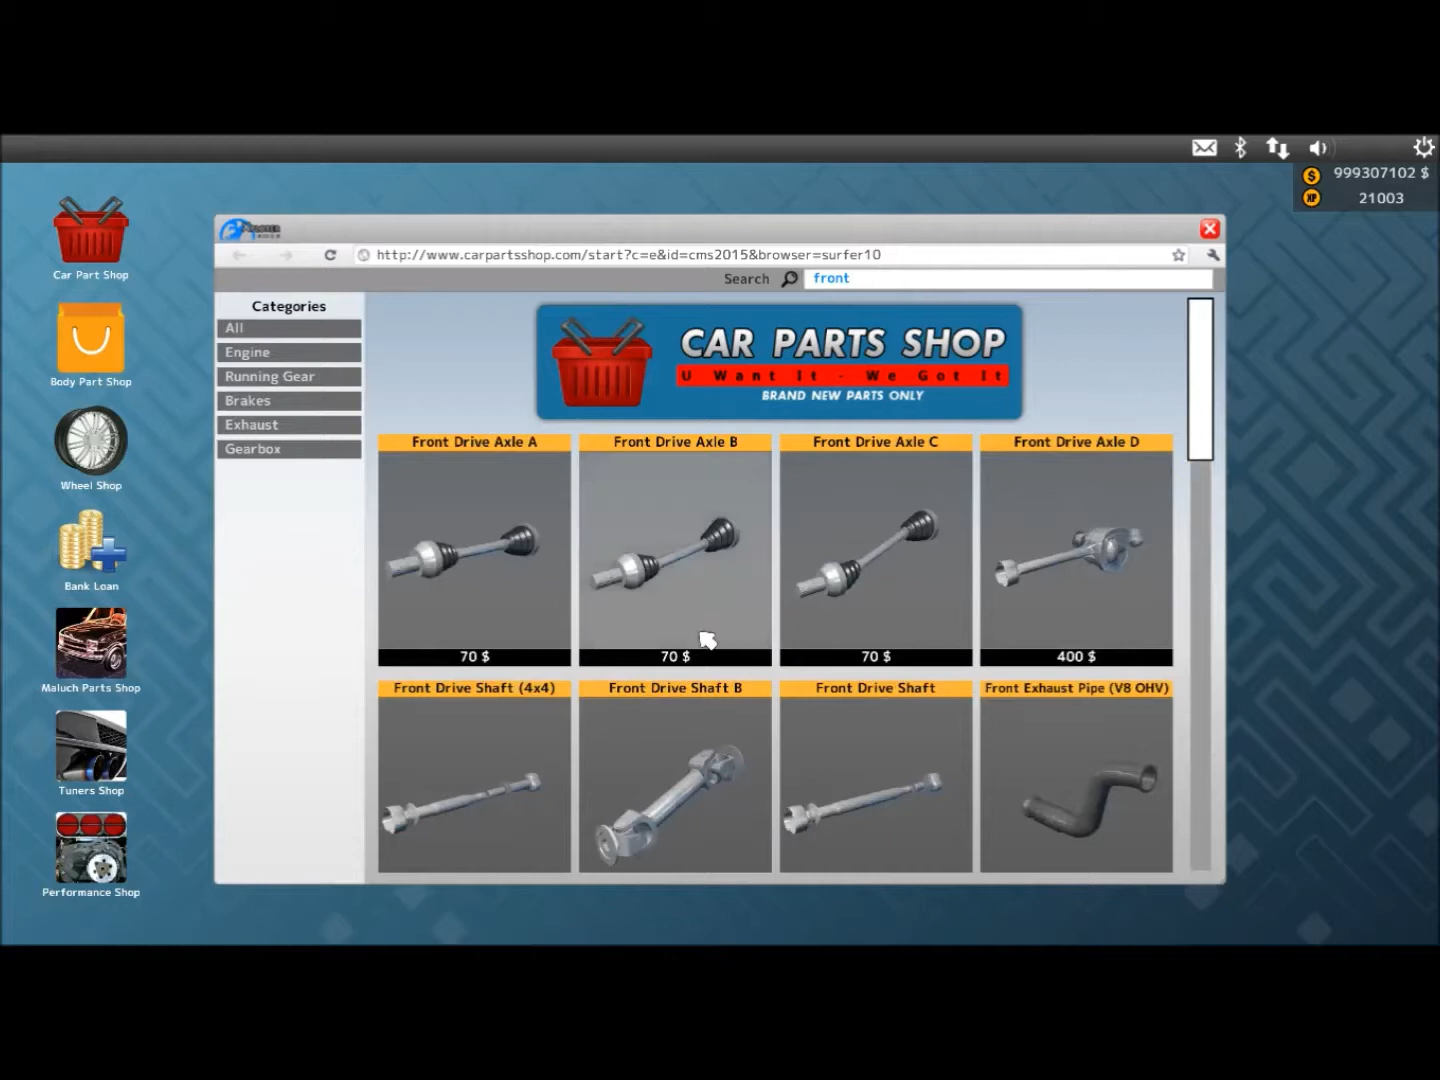 999307102 $
XP 21003
Car Part Shop
Body Part Shop
Wheel Shop
Bank Loan
Maluch Parts Shop
Tuners Shop
Performance Shop
http://www.carpartsshop.com/start?c=e&id=cms2015&browser=surfer10
Search front
Categories
All
Engine
Running Gear
Brakes
Exhaust
Gearbox
CAR PARTS SHOP
U Want It - We Got It
BRAND NEW PARTS ONLY
Front Drive Axle A
70 $
Front Drive Axle B
70 $
Front Drive Axle C
70 $
Front Drive Axle D
400 $
Front Drive Shaft (4x4)
Front Drive Shaft B
Front Drive Shaft
Front Exhaust Pipe (V8 OHV)